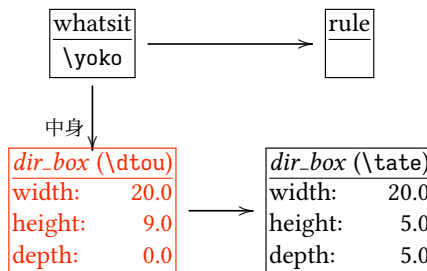 whatsit
\yoko
rule
中身
dir_box (\dtou)
width: 20.0
height: 9.0
depth: 0.0
dir_box (\tate)
width: 20.0
height: 5.0
depth: 5.0